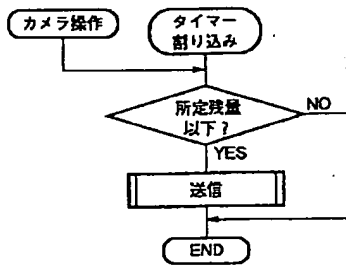 カメラ操作
タイマー
割り込み
所定残量
以下?
NO
YES
送信
END